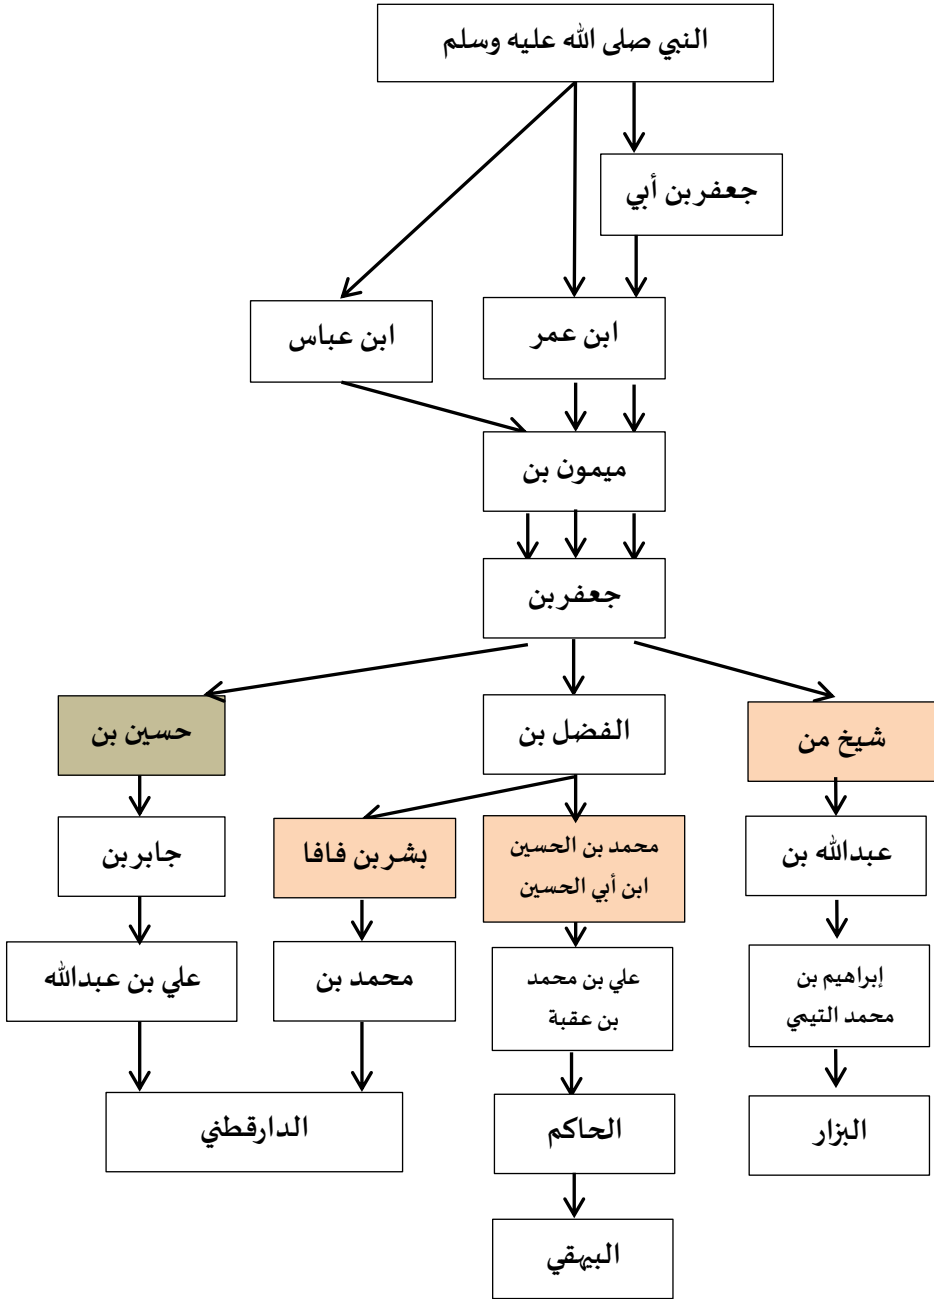 النبي صلى الله عليه وسلم
جعفر بن أبي
ابن عمر
ابن عباس
ميمون بن
جعفر بن
شيخ من
الفضل بن
حسين بن
عبدالله بن
محمد بن الحسين
ابن أبي الحسين
بشر بن فافا
جابر بن
إبراهيم بن
محمد التيمي
علي بن محمد
بن عقبة
محمد بن
علي بن عبدالله
البزار
الحاكم
الدارقطني
البيهقي